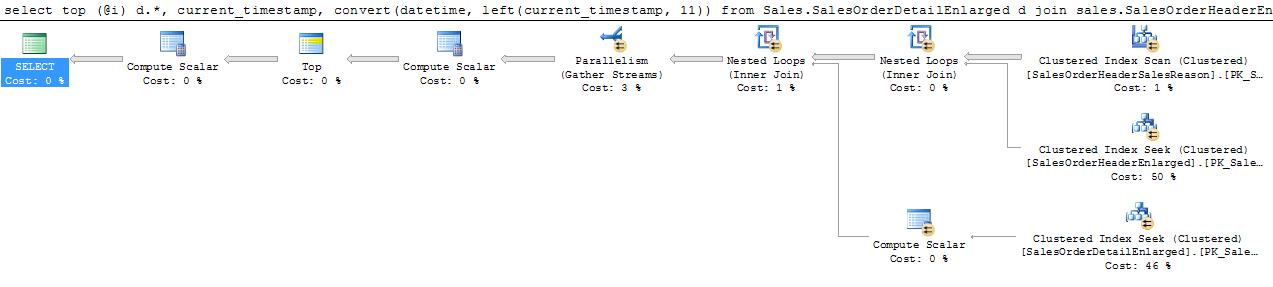 select top (@i) d.*, current_timestamp, convert(datetime, left(current_timestamp, 11)) from Sales.SalesOrderDetailEnlarged d join sales.SalesOrderHeaderEn
SELECT
Cost: 0 %
Compute Scalar
Cost: 0 %
Top
Cost: 0 %
Compute Scalar
Cost: 0 %
Parallelism
(Gather Streams)
Cost: 3 %
Nested Loops
(Inner Join)
Cost: 1 %
Nested Loops
(Inner Join)
Cost: 0 %
Clustered Index Scan (Clustered)
[SalesOrderHeaderSalesReason].[PK_S…
Cost: 1 %
Clustered Index Seek (Clustered)
[SalesOrderHeaderEnlarged].[PK_Sale…
Cost: 50 %
Compute Scalar
Cost: 0 %
Clustered Index Seek (Clustered)
[SalesOrderDetailEnlarged].[PK_Sale…
Cost: 46 %